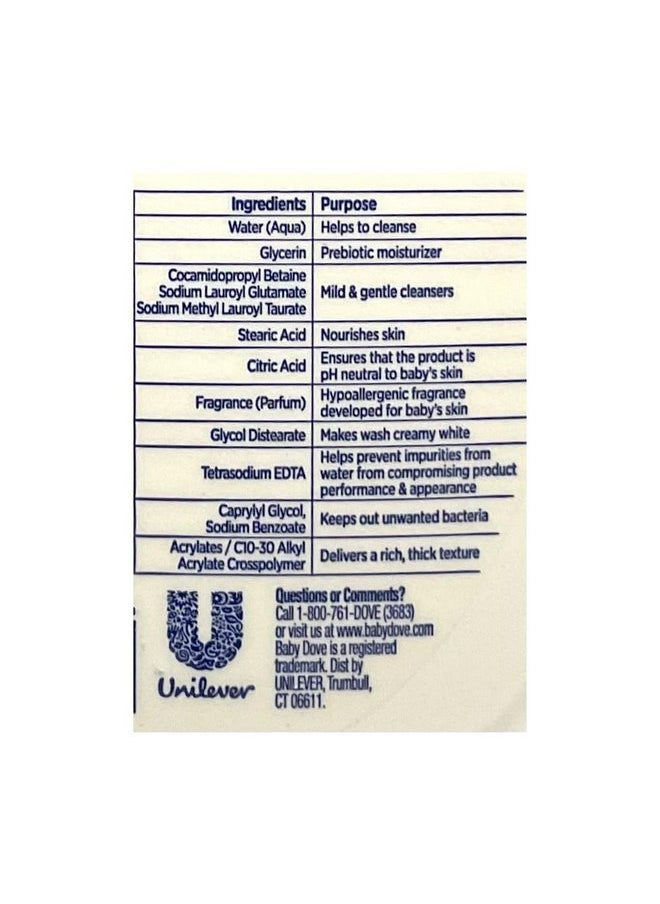 Ingredients Purpose
Water (Aqua) Helps to cleanse
Glycerin Prebiotic moisturizer
Cocamidopropyl Betaine
Sodium Lauroyl Glutamate
Sodium Methyl Lauroyl Taurate
Mild & gentle cleansers
Stearic Acid Nourishes skin
Citric Acid
Ensures that the product is
pH neutral to baby's skin
Fragrance (Parfum)
Hypoallergenic fragrance
developed for baby's skin
Glycol Distearate Makes wash creamy white
Tetrasodium EDTA
Helps prevent impurities from
water from compromising product
performance & appearance
Caprylyl Glycol,
Sodium Benzoate
Keeps out unwanted bacteria
Acrylates / C10-30 Alkyl
Acrylate Crosspolymer
Delivers a rich, thick texture
Unilever
Questions or Comments?
Call 1-800-761-DOVE (3683)
or visit us at www.babydove.com
Baby Dove is a registered
trademark. Dist by
UNILEVER, Trumbull,
CT 06611.